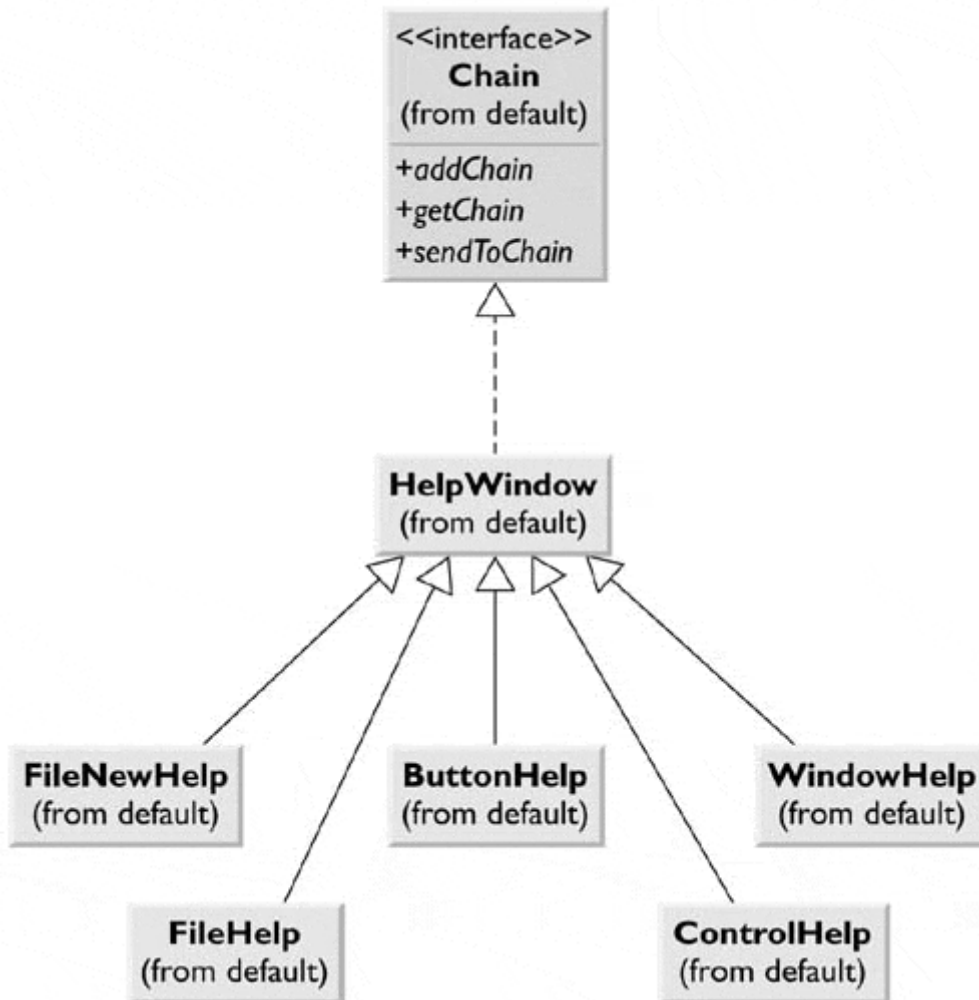 <<interface>>
Chain
(from default)
+addChain
+getChain
+sendToChain
HelpWindow
(from default)
FileNewHelp
(from default)
ButtonHelp
(from default)
WindowHelp
(from default)
FileHelp
(from default)
ControlHelp
(from default)